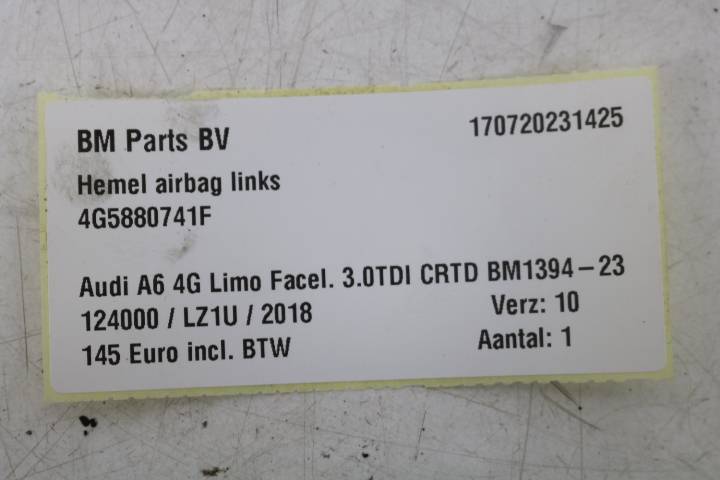 BM Parts BV 170720231425
Hemel airbag links
4G5880741F
Audi A6 4G Limo Facel. 3.0TDI CRTD BM1394-23
124000 / LZ1U / 2018 Verz: 10
145 Euro incl. BTW Aantal: 1